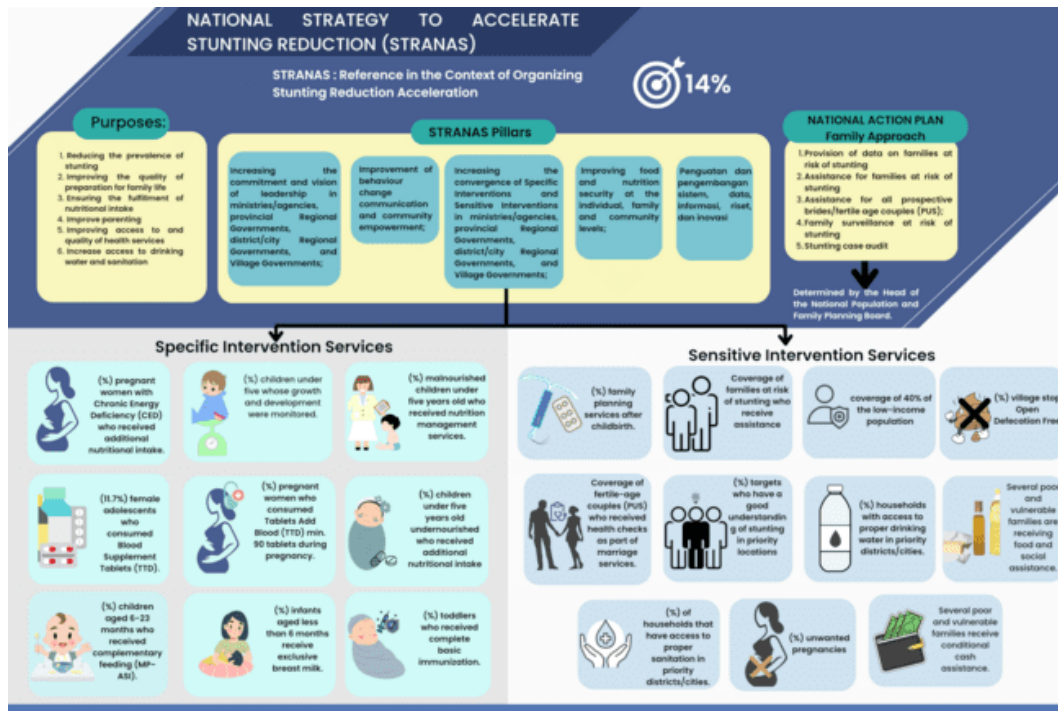 NATIONAL STRATEGY TO ACCELERATE
STUNTING REDUCTION (STRANAS)
STRANAS : Reference in the Context of Organizing
Stunting Reduction Acceleration
14%
Purposes:
1. Reducing the prevalence of
stunting
2. Improving the quality of
preparation for family life
3. Ensuring the fulfillment of
nutritional intake
4. Improve parenting
5. Improving access to and
quality of health services
6. Increase access to drinking
water and sanitation
STRANAS Pillars
Increasing the
commitment and vision
of leadership in
ministries/agencies,
provincial Regional
Governments,
district/city Regional
Governments, and
Village Governments;
Improvement of
behaviour
change
communication
and community
empowerment;
Increasing the
convergence of Specific
Interventions and
Sensitive Interventions in
ministries/agencies,
provincial Regional
Governments,
district/city Regional
Governments, and
Village Governments;
Improving food
and nutrition
security at the
individual, family
and community
levels;
Penguatan dan
pengembangan
sistem, data,
informasi, riset,
dan inovasi
NATIONAL ACTION PLAN
Family Approach
1.Provision of data on families at
risk of stunting
2.Assistance for families at risk of
stunting
3.Assistance for all prospective
brides/fertile age couples (PUS);
4.Family surveillance at risk of
stunting
5.Stunting case audit
Determined by the Head of
the National Population and
Family Planning Board.
Specific Intervention Services
(%) pregnant
women with
Chronic Energy
Deficiency (CED)
who received
additional
nutritional intake.
(%) children under
five whose growth
and development
were monitored.
(%) malnourished
children under
five years old who
received nutrition
management
services.
(11.7%) female
adolescents
who
consumed
Blood
Supplement
Tablets (TTD).
(%) pregnant
women who
consumed
Tablets Add
Blood (TTD) min.
90 tablets during
pregnancy.
(%) children
under five
years old
undernourished
who received
additional
nutritional intake
(%) children
aged 6-23
months who
received
complementary
feeding (MP-
ASI).
(%) infants
aged less
than 6 months
receive
exclusive
breast milk.
(%) toddlers
who received
complete
basic
immunization.
Sensitive Intervention Services
(%) family
planning
services after
childbirth.
Coverage of
families at risk
of stunting
who receive
assistance
coverage of 40% of
the low-income
population
(%) village stop
Open
Defecation Free
Coverage of
fertile-age
couples (PUS)
who received
health checks
as part of
marriage
services.
(%) targets
who have a
good
understandin
g of stunting
in priority
locations
(%) households
with access to
proper drinking
water in priority
districts/cities.
Several poor
and
vulnerable
families are
receiving
food and
social
assistance.
(%) of
households that
have access to
proper
sanitation in
priority
districts/cities.
(%) unwanted
pregnancies
Several poor
and vulnerable
families receive
conditional
cash
assistance.